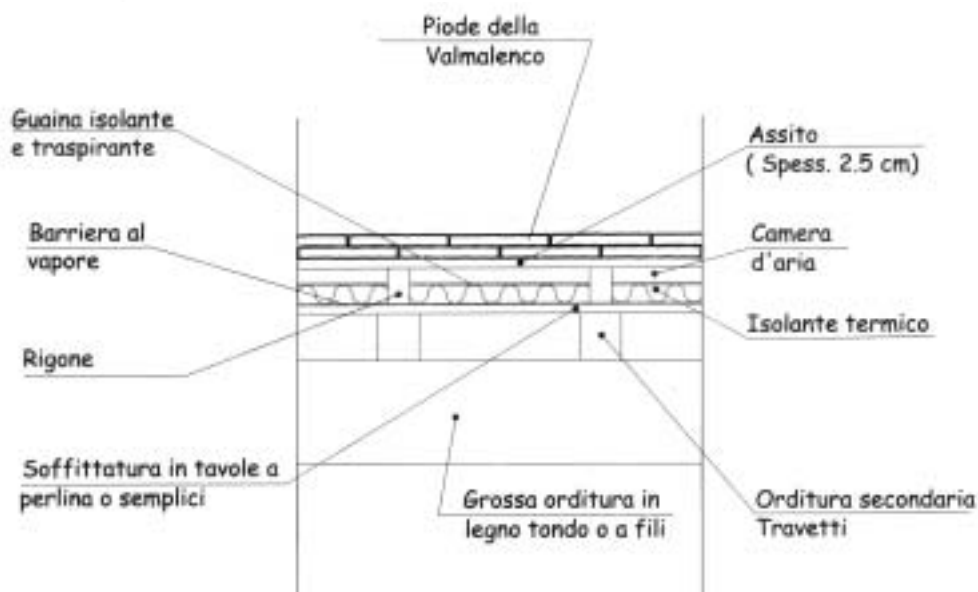 Piode della
Valmalenco
Guaina isolante
e traspirante
Assito
( Spess. 2.5 cm)
Barriera al
vapore
Camera
d'aria
Isolante termico
Rigone
Soffittatura in tavole a
perlina o semplici
Grossa orditura in
legno tondo o a fili
Orditura secondaria
Travetti